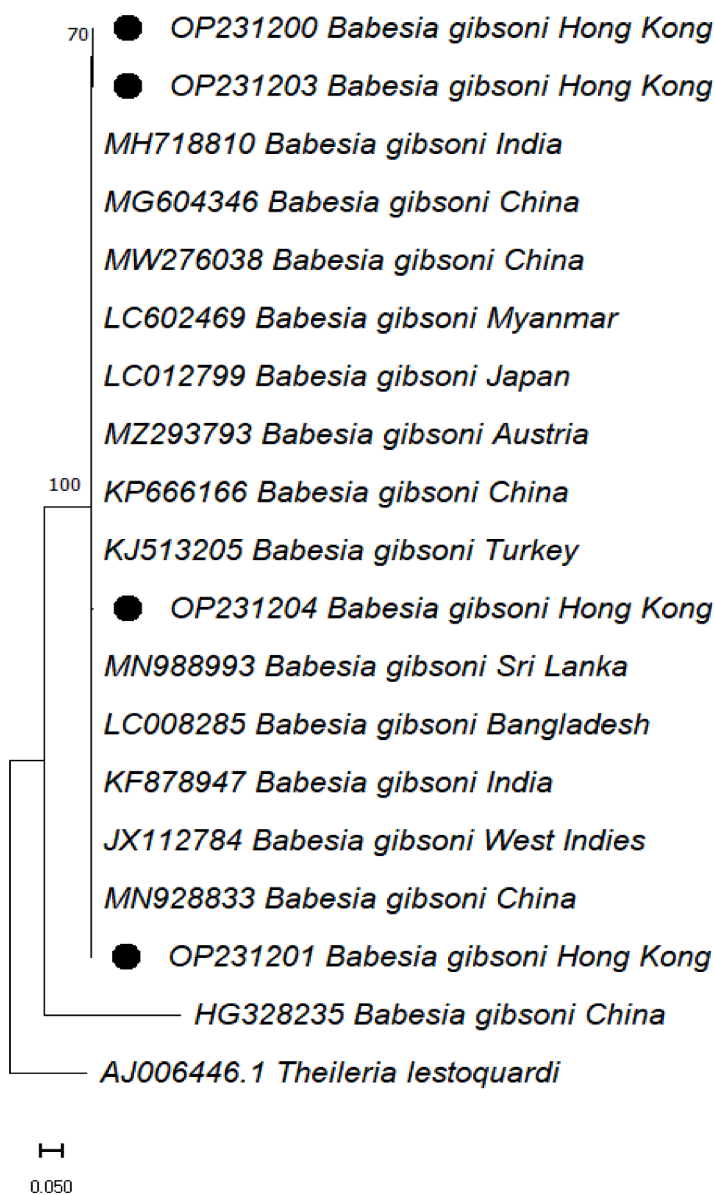 70
OP231200 Babesia gibsoni Hong Kong
OP231203 Babesia gibsoni Hong Kong
MH718810 Babesia gibsoni India
MG604346 Babesia gibsoni China
MW276038 Babesia gibsoni China
LC602469 Babesia gibsoni Myanmar
LC012799 Babesia gibsoni Japan
MZ293793 Babesia gibsoni Austria
100
KP666166 Babesia gibsoni China
KJ513205 Babesia gibsoni Turkey
OP231204 Babesia gibsoni Hong Kong
MN988993 Babesia gibsoni Sri Lanka
LC008285 Babesia gibsoni Bangladesh
KF878947 Babesia gibsoni India
JX112784 Babesia gibsoni West Indies
MN928833 Babesia gibsoni China
OP231201 Babesia gibsoni Hong Kong
HG328235 Babesia gibsoni China
AJ006446.1 Theileria lestoquardi
0.050